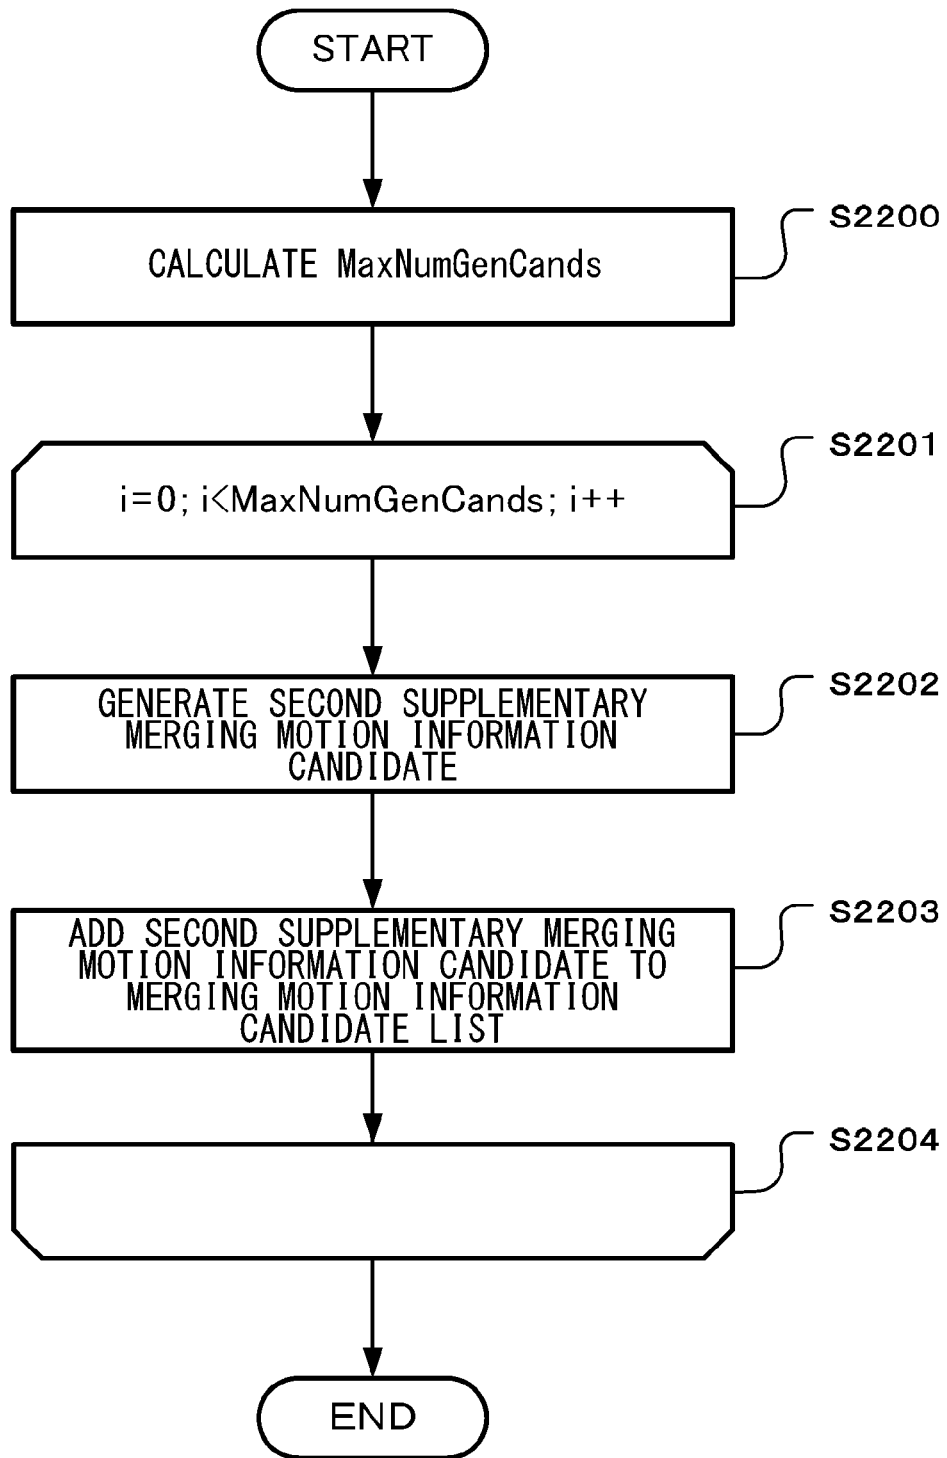 START
S2200
CALCULATE MaxNumGenCands
S2201
i=0; i<MaxNumGenCands; i++
S2202
GENERATE SECOND SUPPLEMENTARY
MERGING MOTION INFORMATION
CANDIDATE
S2203
ADD SECOND SUPPLEMENTARY MERGING
MOTION INFORMATION CANDIDATE TO
MERGING MOTION INFORMATION
CANDIDATE LIST
S2204
END